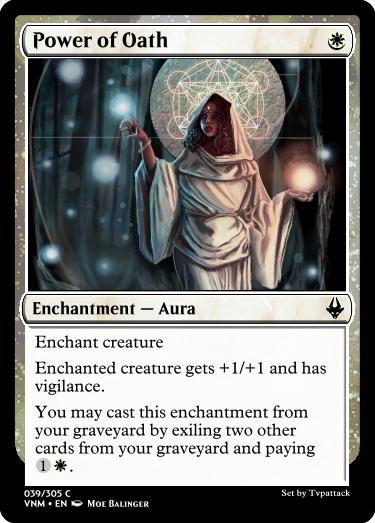 Power of Oath
Enchantment — Aura
Enchant creature
Enchanted creature gets +1/+1 and has
vigilance.
You may cast this enchantment from
your graveyard by exiling two other
cards from your graveyard and paying
1 .
039/305 C
Set by Tvpattack
VNM • EN Moe Balinger